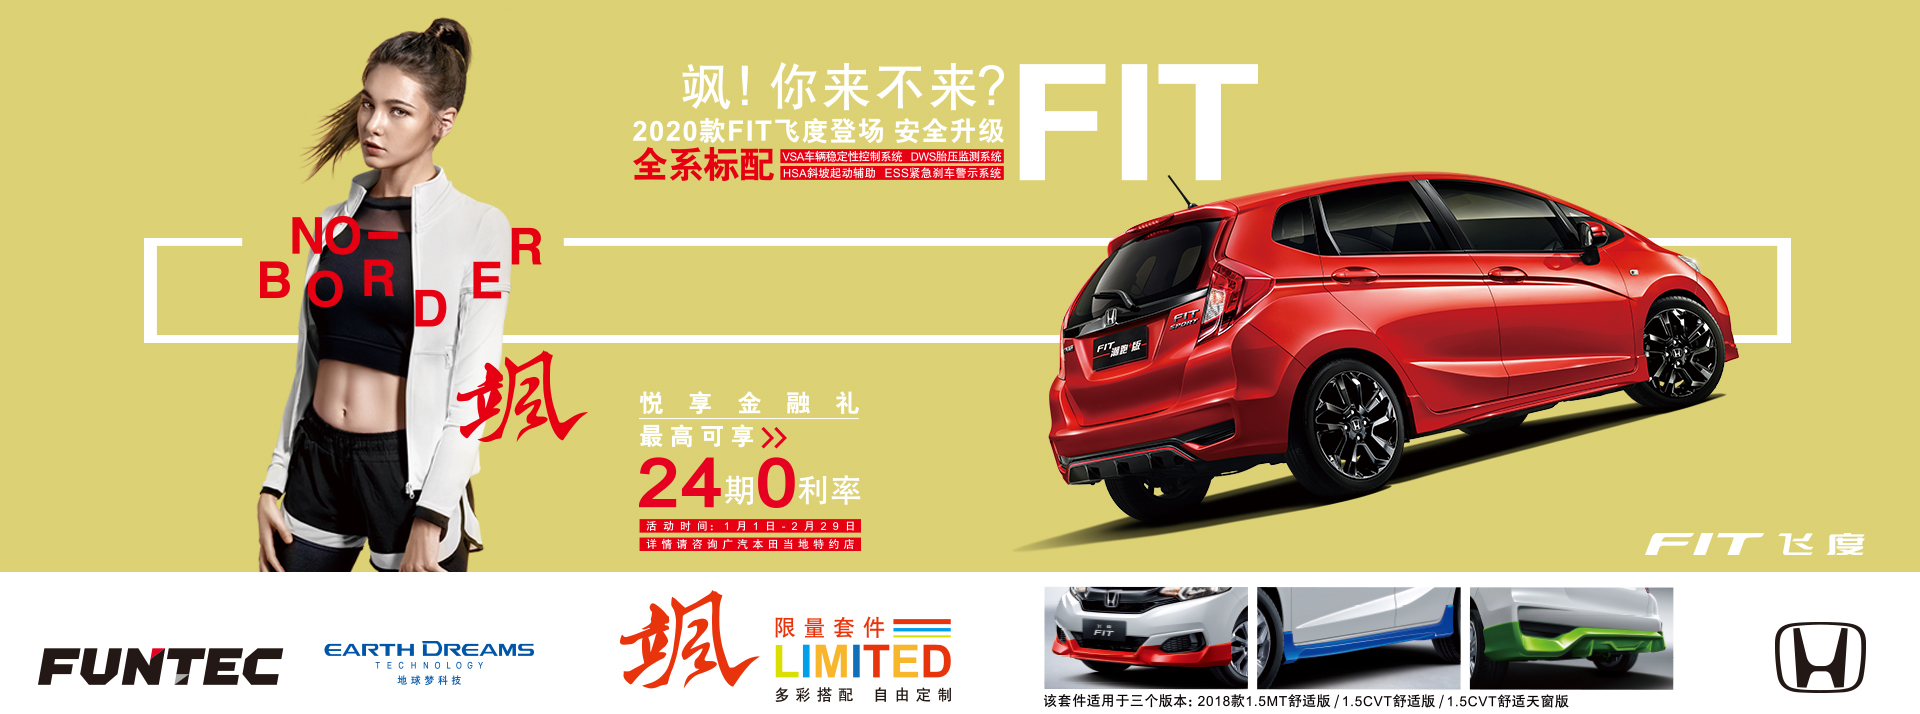 飒！你来不来？
FIT
2020款FIT飞度登场 安全升级
全系标配
VSA车辆稳定性控制系统 DWS胎压监测系统
HSA斜坡起动辅助 ESS紧急刹车警示系统
NO-
BORDER
飒
悦享金融礼
最高可享
24期0利率
活动时间：1月1日-2月29日
详情请咨询广汽本田当地特约店
FIT
SPORT
FIT 潮跑+版
FIT 飞度
FUNTEC
EARTH DREAMS
TECHNOLOGY
地球梦科技
飒
限量套件
LIMITED
多彩搭配 自由定制
FIT
该套件适用于三个版本：2018款1.5MT舒适版 / 1.5CVT舒适版 / 1.5CVT舒适天窗版